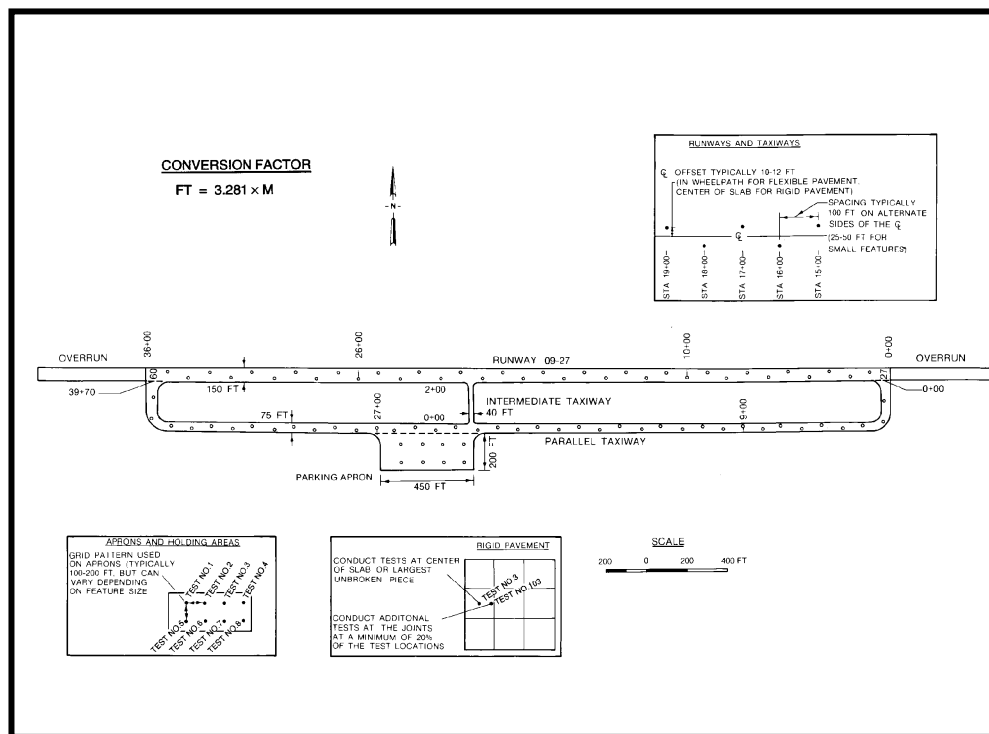 CONVERSION FACTOR
FT = 3.281 × M
-N-
RUNWAYS AND TAXIWAYS
℄ OFFSET TYPICALLY 10-12 FT
(IN WHEELPATH FOR FLEXIBLE PAVEMENT.
CENTER OF SLAB FOR RIGID PAVEMENT)
SPACING TYPICALLY
100 FT ON ALTERNATE
SIDES OF THE ℄
(25-50 FT FOR
SMALL FEATURES)
℄
STA 19+00
STA 18+00
STA 17+00
STA 16+00
STA 15+00
36+00
26+00
10+00
0+00
OVERRUN
RUNWAY 09-27
OVERRUN
60
27
39+70
150 FT
2+00
0+00
27+00
INTERMEDIATE TAXIWAY
75 FT
0+00
40 FT
9+00
PARALLEL TAXIWAY
200 FT
PARKING APRON
450 FT
APRONS AND HOLDING AREAS
GRID PATTERN USED
ON APRONS (TYPICALLY
100-200 FT, BUT CAN
VARY DEPENDING
ON FEATURE SIZE
TEST NO.1
TEST NO.2
TEST NO.3
TEST NO.4
TEST NO.5
TEST NO.6
TEST NO.7
TEST NO.8
RIGID PAVEMENT
CONDUCT TESTS AT CENTER
OF SLAB OR LARGEST
UNBROKEN PIECE
TEST NO.3
TEST NO.103
CONDUCT ADDITONAL
TESTS AT THE JOINTS
AT A MINIMUM OF 20%
OF THE TEST LOCATIONS
SCALE
200 0 200 400 FT